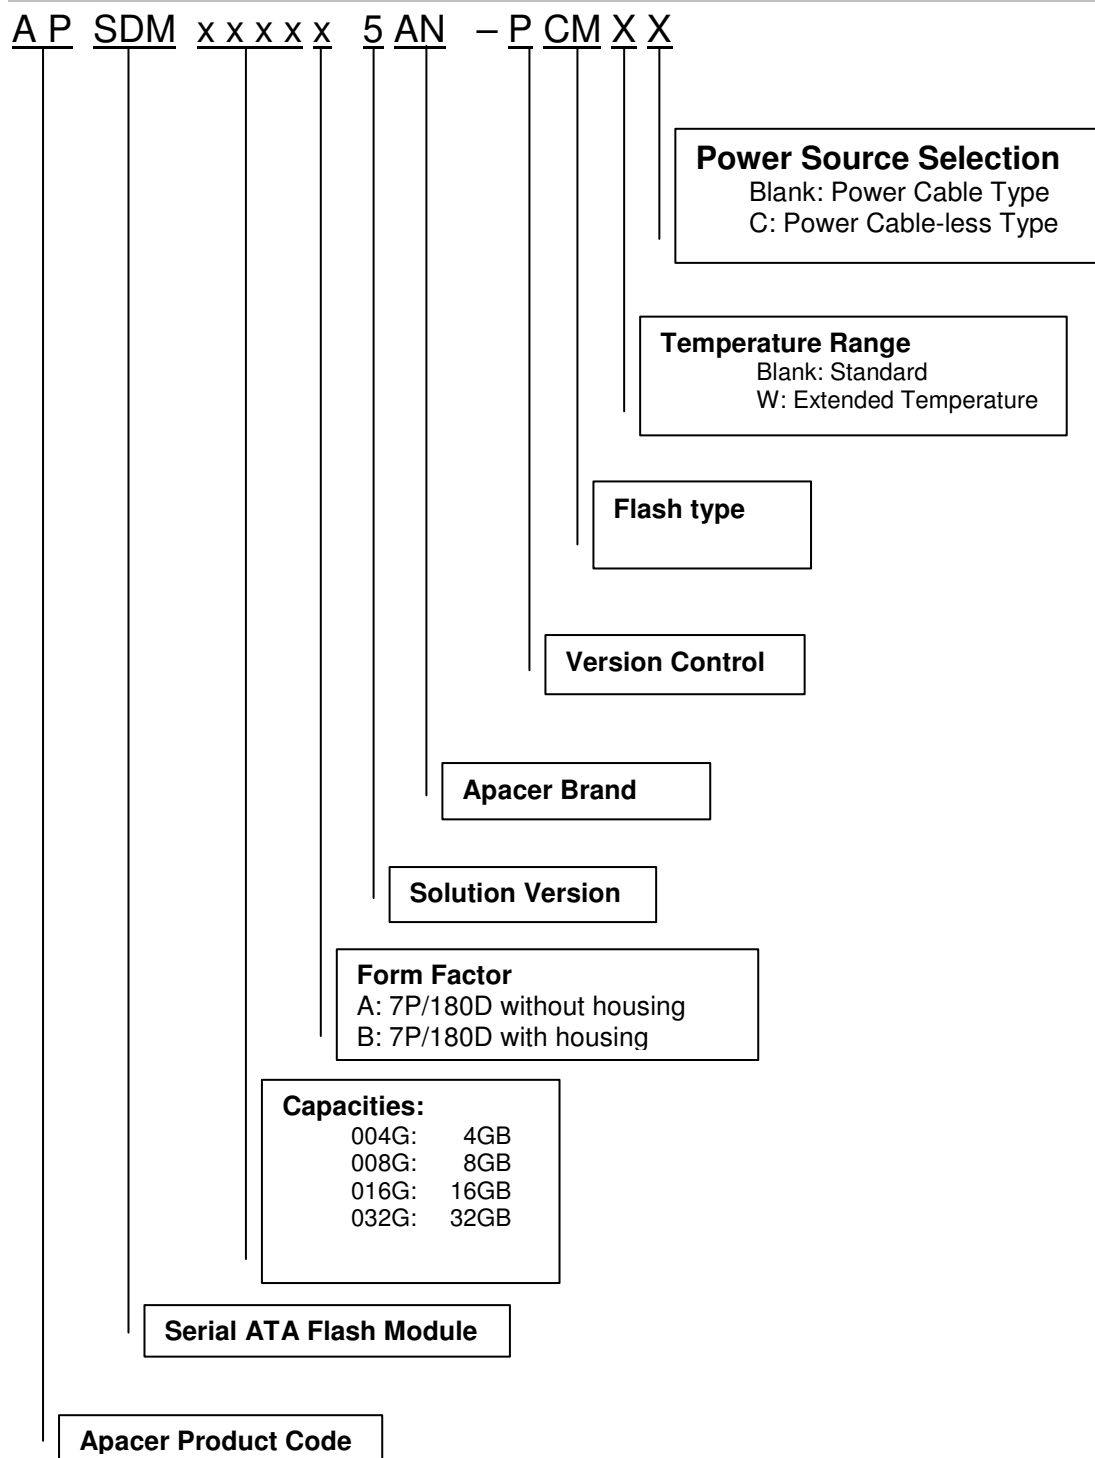 A P SDM x x x x x 5 AN – P CM X X
Power Source Selection
Blank: Power Cable Type
C: Power Cable-less Type
Temperature Range
Blank: Standard
W: Extended Temperature
Flash type
Version Control
Apacer Brand
Solution Version
Form Factor
A: 7P/180D without housing
B: 7P/180D with housing
Capacities:
004G: 4GB
008G: 8GB
016G: 16GB
032G: 32GB
Serial ATA Flash Module
Apacer Product Code